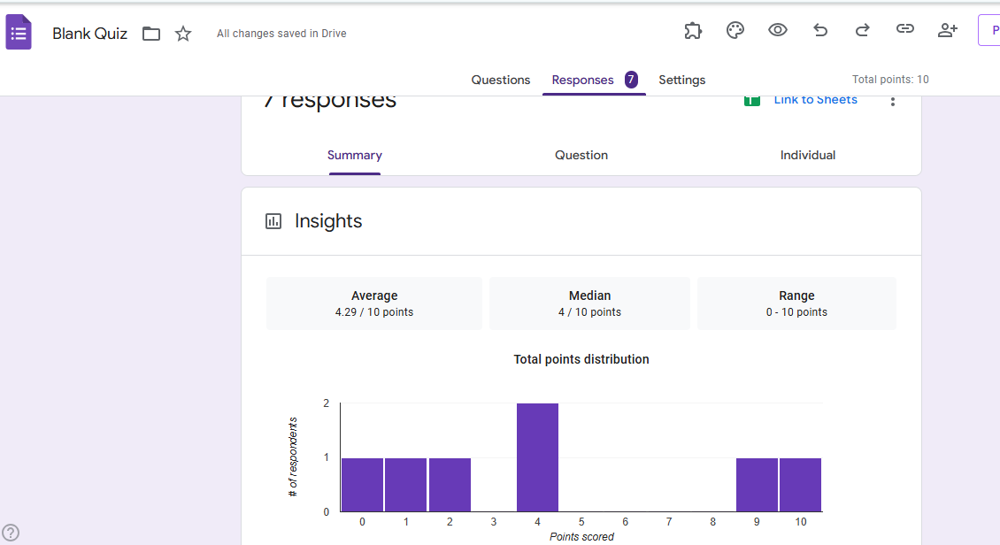 Blank Quiz
All changes saved in Drive
P
Questions
Responses 7
Settings
Total points: 10
7 responses
Link to Sheets
Summary
Question
Individual
Insights
Average
4.29 / 10 points
Median
4 / 10 points
Range
0 - 10 points
Total points distribution
# of respondents
2
1
0
0 1 2 3 4 5 6 7 8 9 10
Points scored